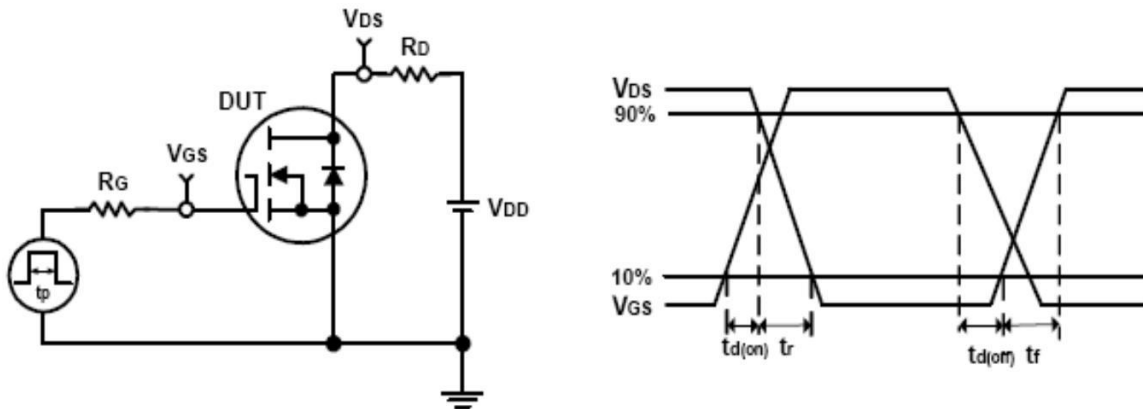 VDS
RD
DUT
VGS
RG
VDD
tp
VDS
90%
10%
VGS
td(on) tr
td(off) tf